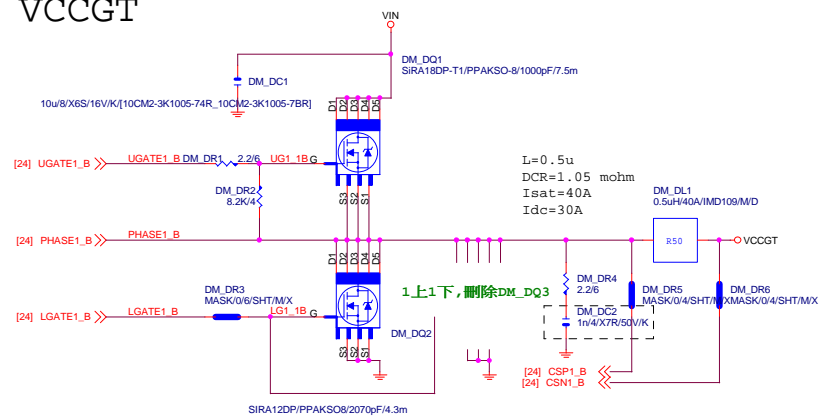 VCCGT
VIN
DM_DQ1
SiRA18DP-T1/PPAKSO-8/1000pF/7.5m
DM_DC1
10u/8/X6S/16V/K/[10CM2-3K1005-74R_10CM2-3K1005-7BR]
D1 D2 D3 D4 D5
[24] UGATE1_B
UGATE1_B
DM_DR1
2.2/6
UG1_1B
G
DM_DR2
8.2K/4
S3 S2 S1
L=0.5u
DCR=1.05 mohm
Isat=40A
Idc=30A
DM_DL1
0.5uH/40A/IMD109/M/D
R50
VCCGT
[24] PHASE1_B
PHASE1_B
D1 D2 D3 D4 D5
DM_DR3
MASK/0/6/SHT/M/X
[24] LGATE1_B
LGATE1_B
LG1_1B
G
1上1下,刪除DM_DQ3
DM_DR4
2.2/6
DM_DR5
MASK/0/4/SHT/M/X
DM_DR6
MASK/0/4/SHT/M/X
DM_DC2
1n/4/X7R/50V/K
DM_DQ2
S3 S2 S1
[24] CSP1_B
[24] CSN1_B
SIRA12DP/PPAKSO8/2070pF/4.3m